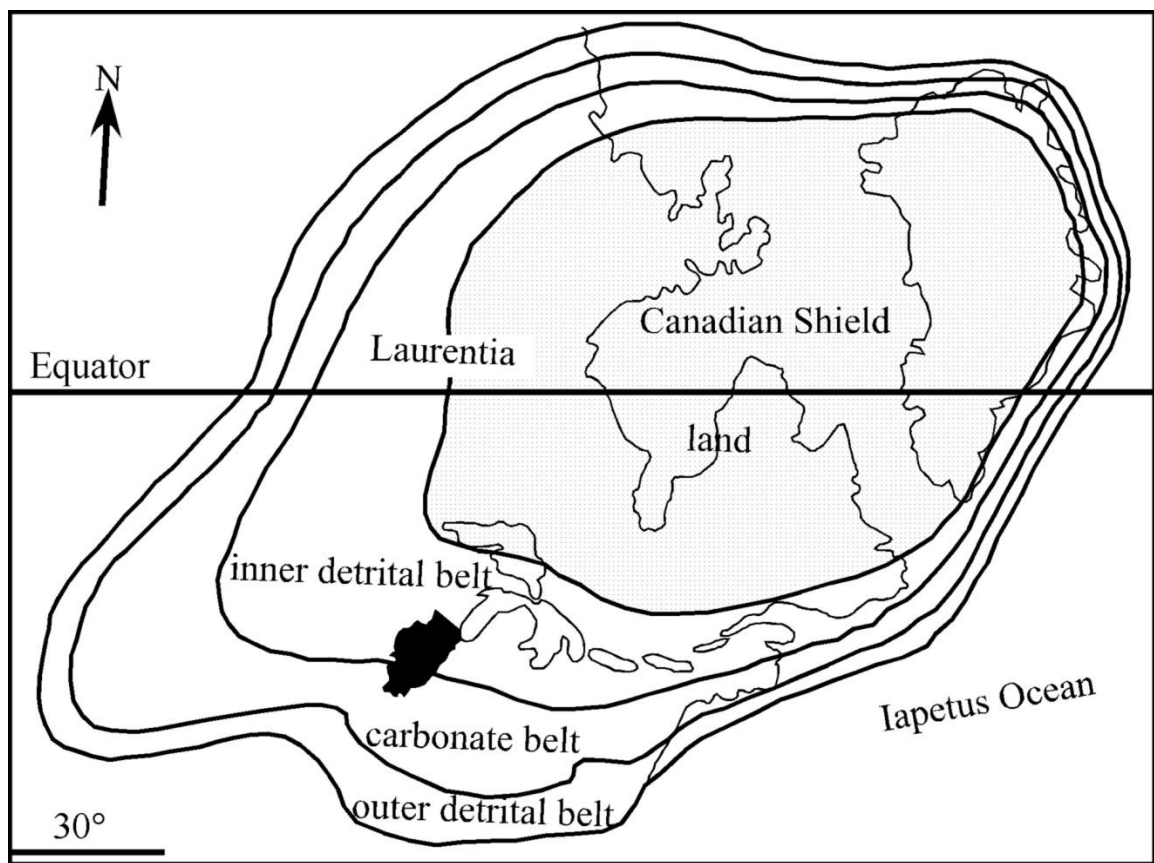 N
Canadian Shield
Laurentia
Equator
land
inner detrital belt
Iapetus Ocean
carbonate belt
outer detrital belt
30°